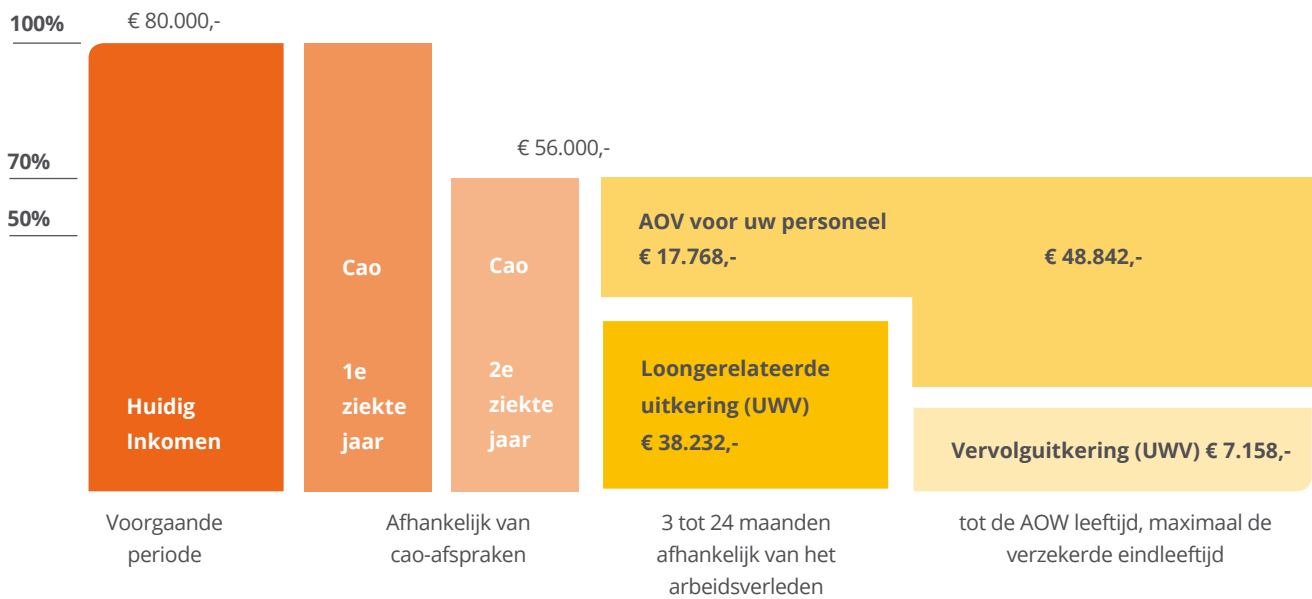 100%
€ 80.000,-
70%
50%
€ 56.000,-
Huidig
Inkomen
Cao
1e
ziekte
jaar
Cao
2e
ziekte
jaar
AOV voor uw personeel
€ 17.768,-
€ 48.842,-
Loongerelateerde
uitkering (UWV)
€ 38.232,-
Vervolguitkering (UWV) € 7.158,-
Voorgaande
periode
Afhankelijk van
cao-afspraken
3 tot 24 maanden
afhankelijk van het
arbeidsverleden
tot de AOW leeftijd, maximaal de
verzekerde eindleeftijd